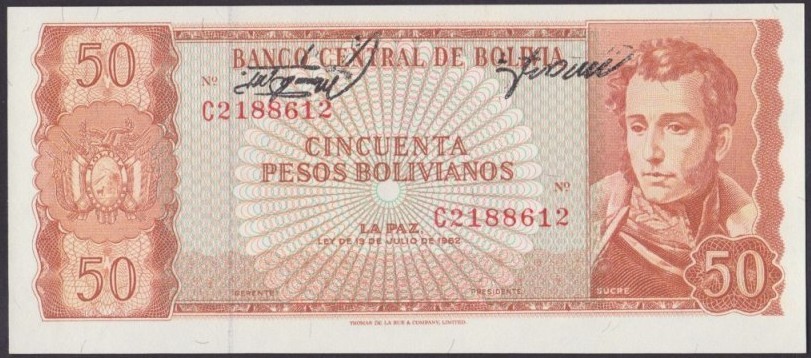 50
BANCO CENTRAL DE BOLIVIA
Nº
C2188612
CINCUENTA
PESOS BOLIVIANOS
Nº
C2188612
LA PAZ,
LEY DE 13 DE JULIO DE 1962
50
GERENTE
PRESIDENTE
SUCRE
50
THOMAS DE LA RUE & COMPANY, LIMITED.